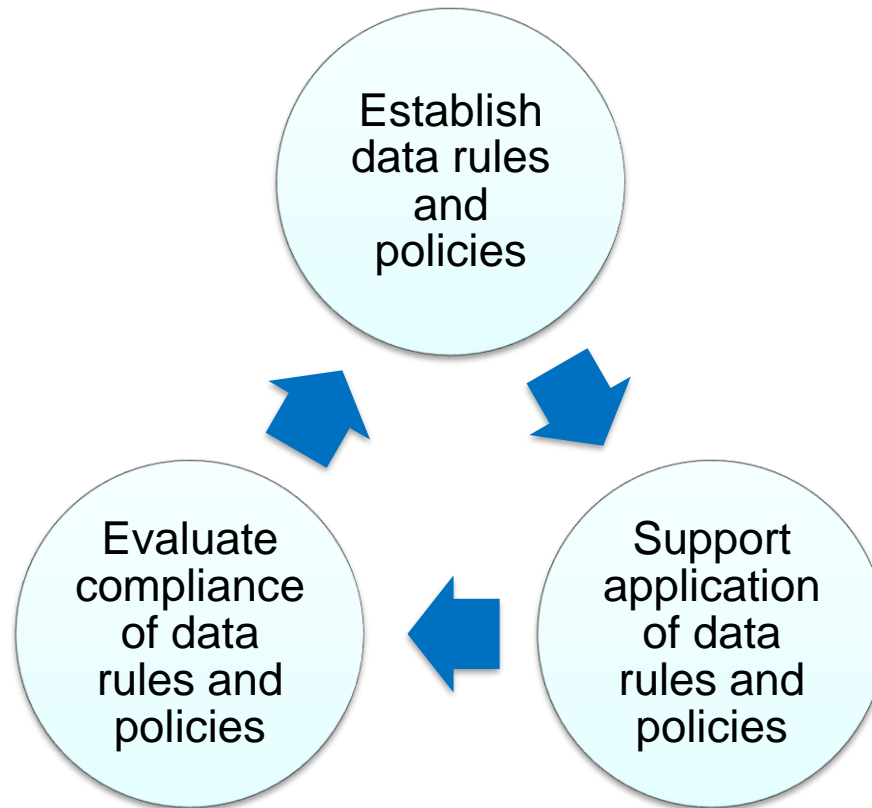 Establish
data rules
and
policies
Support
application
of data
rules and
policies
Evaluate
compliance
of data
rules and
policies